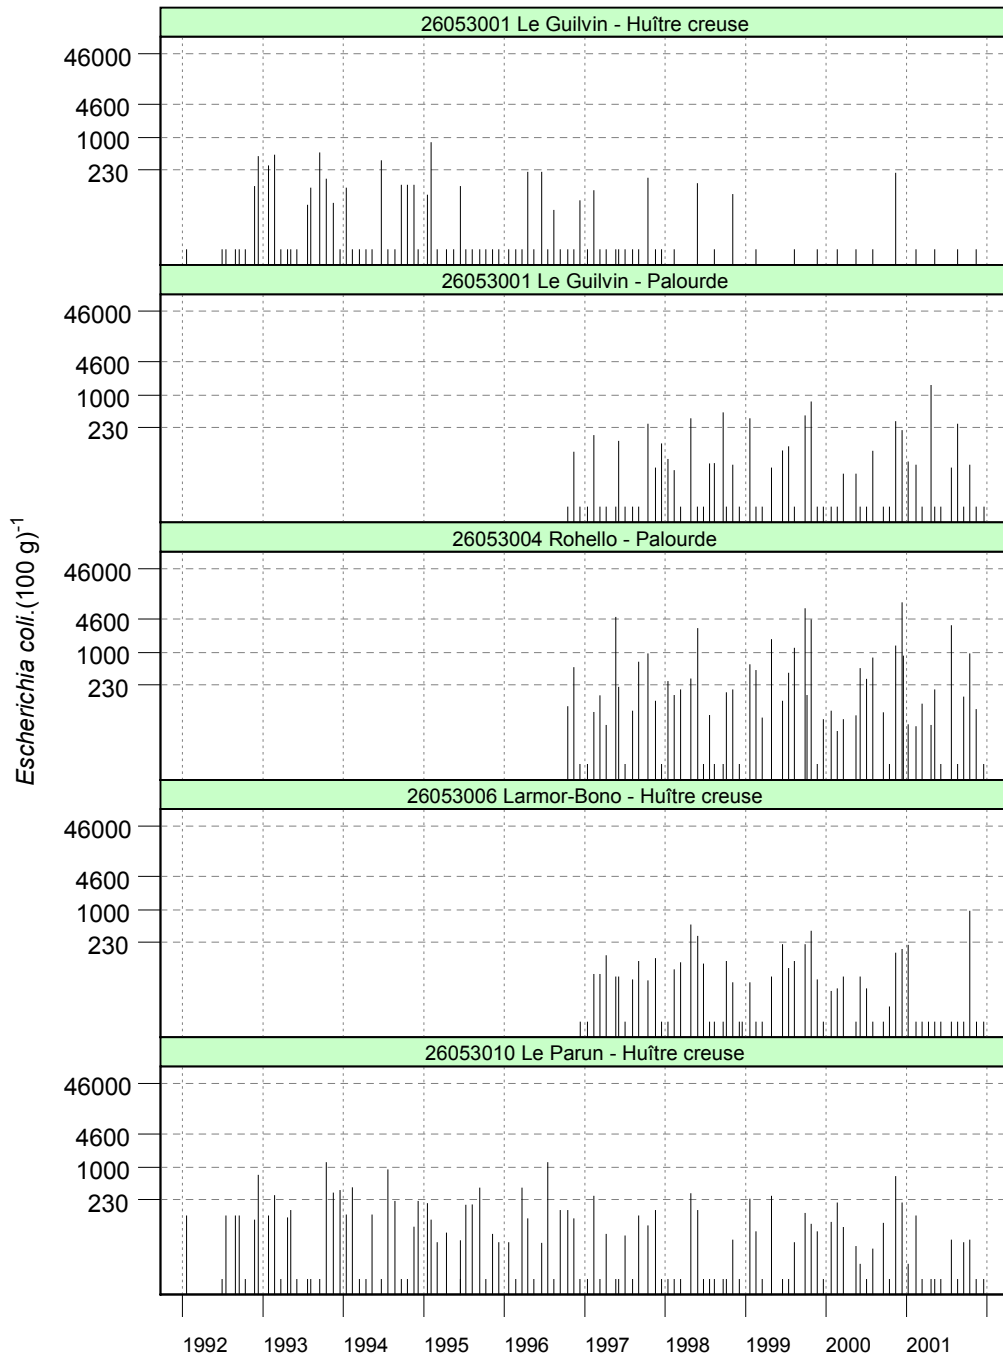 26053001 Le Guilvin - Huître creuse
46000
4600
1000
230
26053001 Le Guilvin - Palourde
46000
4600
1000
230
26053004 Rohello - Palourde
46000
4600
1000
230
26053006 Larmor-Bono - Huître creuse
46000
4600
1000
230
26053010 Le Parun - Huître creuse
46000
4600
1000
230
Escherichia coli.(100 g)⁻¹
1992 1993 1994 1995 1996 1997 1998 1999 2000 2001